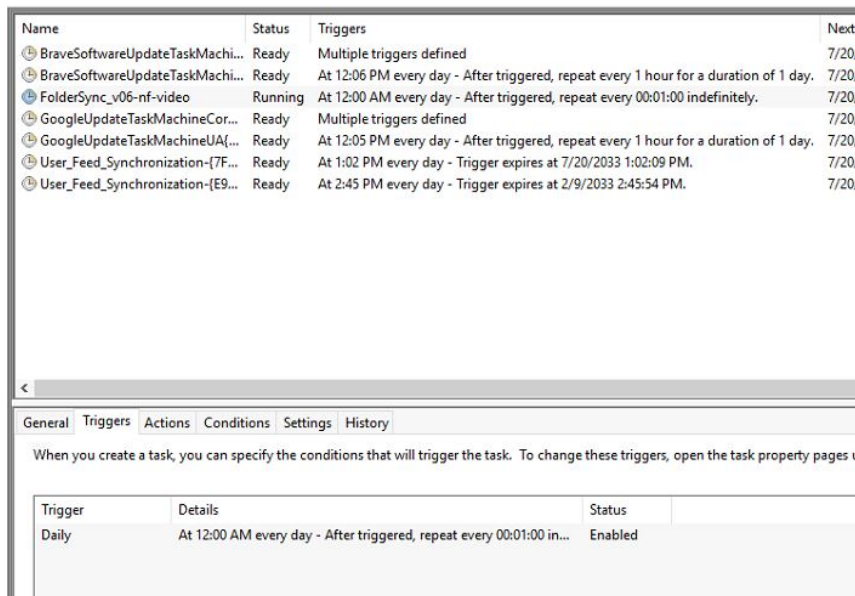 Name Status Triggers Next
BraveSoftwareUpdateTaskMachi... Ready Multiple triggers defined 7/20,
BraveSoftwareUpdateTaskMachi... Ready At 12:06 PM every day - After triggered, repeat every 1 hour for a duration of 1 day. 7/20,
FolderSync_v06-nf-video Running At 12:00 AM every day - After triggered, repeat every 00:01:00 indefinitely. 7/20,
GoogleUpdateTaskMachineCor... Ready Multiple triggers defined 7/20,
GoogleUpdateTaskMachineUA{... Ready At 12:05 PM every day - After triggered, repeat every 1 hour for a duration of 1 day. 7/20,
User_Feed_Synchronization-{7F... Ready At 1:02 PM every day - Trigger expires at 7/20/2033 1:02:09 PM. 7/20,
User_Feed_Synchronization-{E9... Ready At 2:45 PM every day - Trigger expires at 2/9/2033 2:45:54 PM. 7/20,
General Triggers Actions Conditions Settings History
When you create a task, you can specify the conditions that will trigger the task. To change these triggers, open the task property pages u
Trigger Details Status
Daily At 12:00 AM every day - After triggered, repeat every 00:01:00 in... Enabled